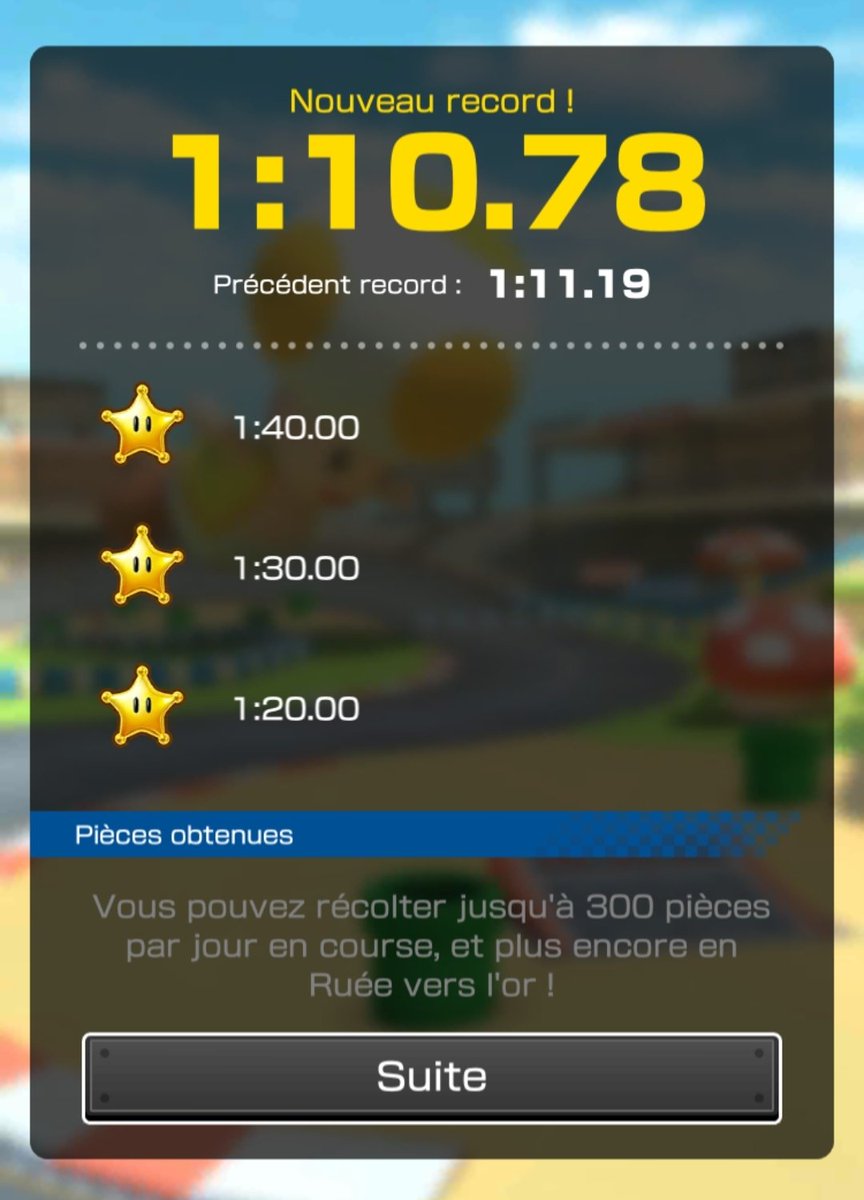 Nouveau record !
1:10.78
Précédent record : 1:11.19
1:40.00
1:30.00
1:20.00
Pièces obtenues
Vous pouvez récolter jusqu'à 300 pièces
par jour en course, et plus encore en
Ruée vers l'or !
Suite